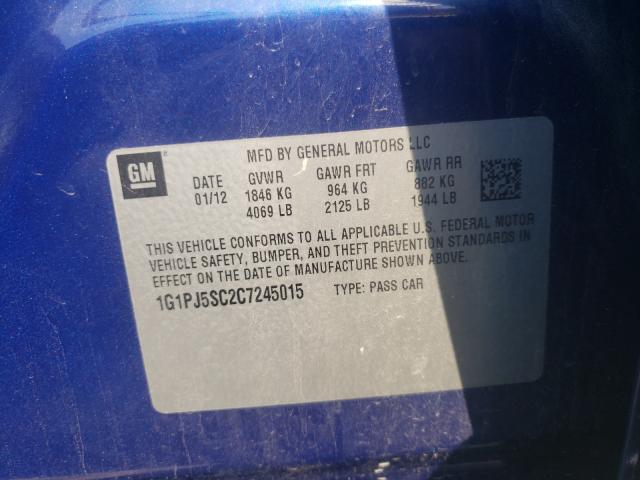 GM ®
MFD BY GENERAL MOTORS LLC
DATE GVWR GAWR FRT GAWR RR
01/12 1846 KG 964 KG 882 KG
4069 LB 2125 LB 1944 LB
THIS VEHICLE CONFORMS TO ALL APPLICABLE U.S. FEDERAL MOTOR
VEHICLE SAFETY, BUMPER, AND THEFT PREVENTION STANDARDS IN
EFFECT ON THE DATE OF MANUFACTURE SHOWN ABOVE.
1G1PJ5SC2C7245015 TYPE: PASS CAR